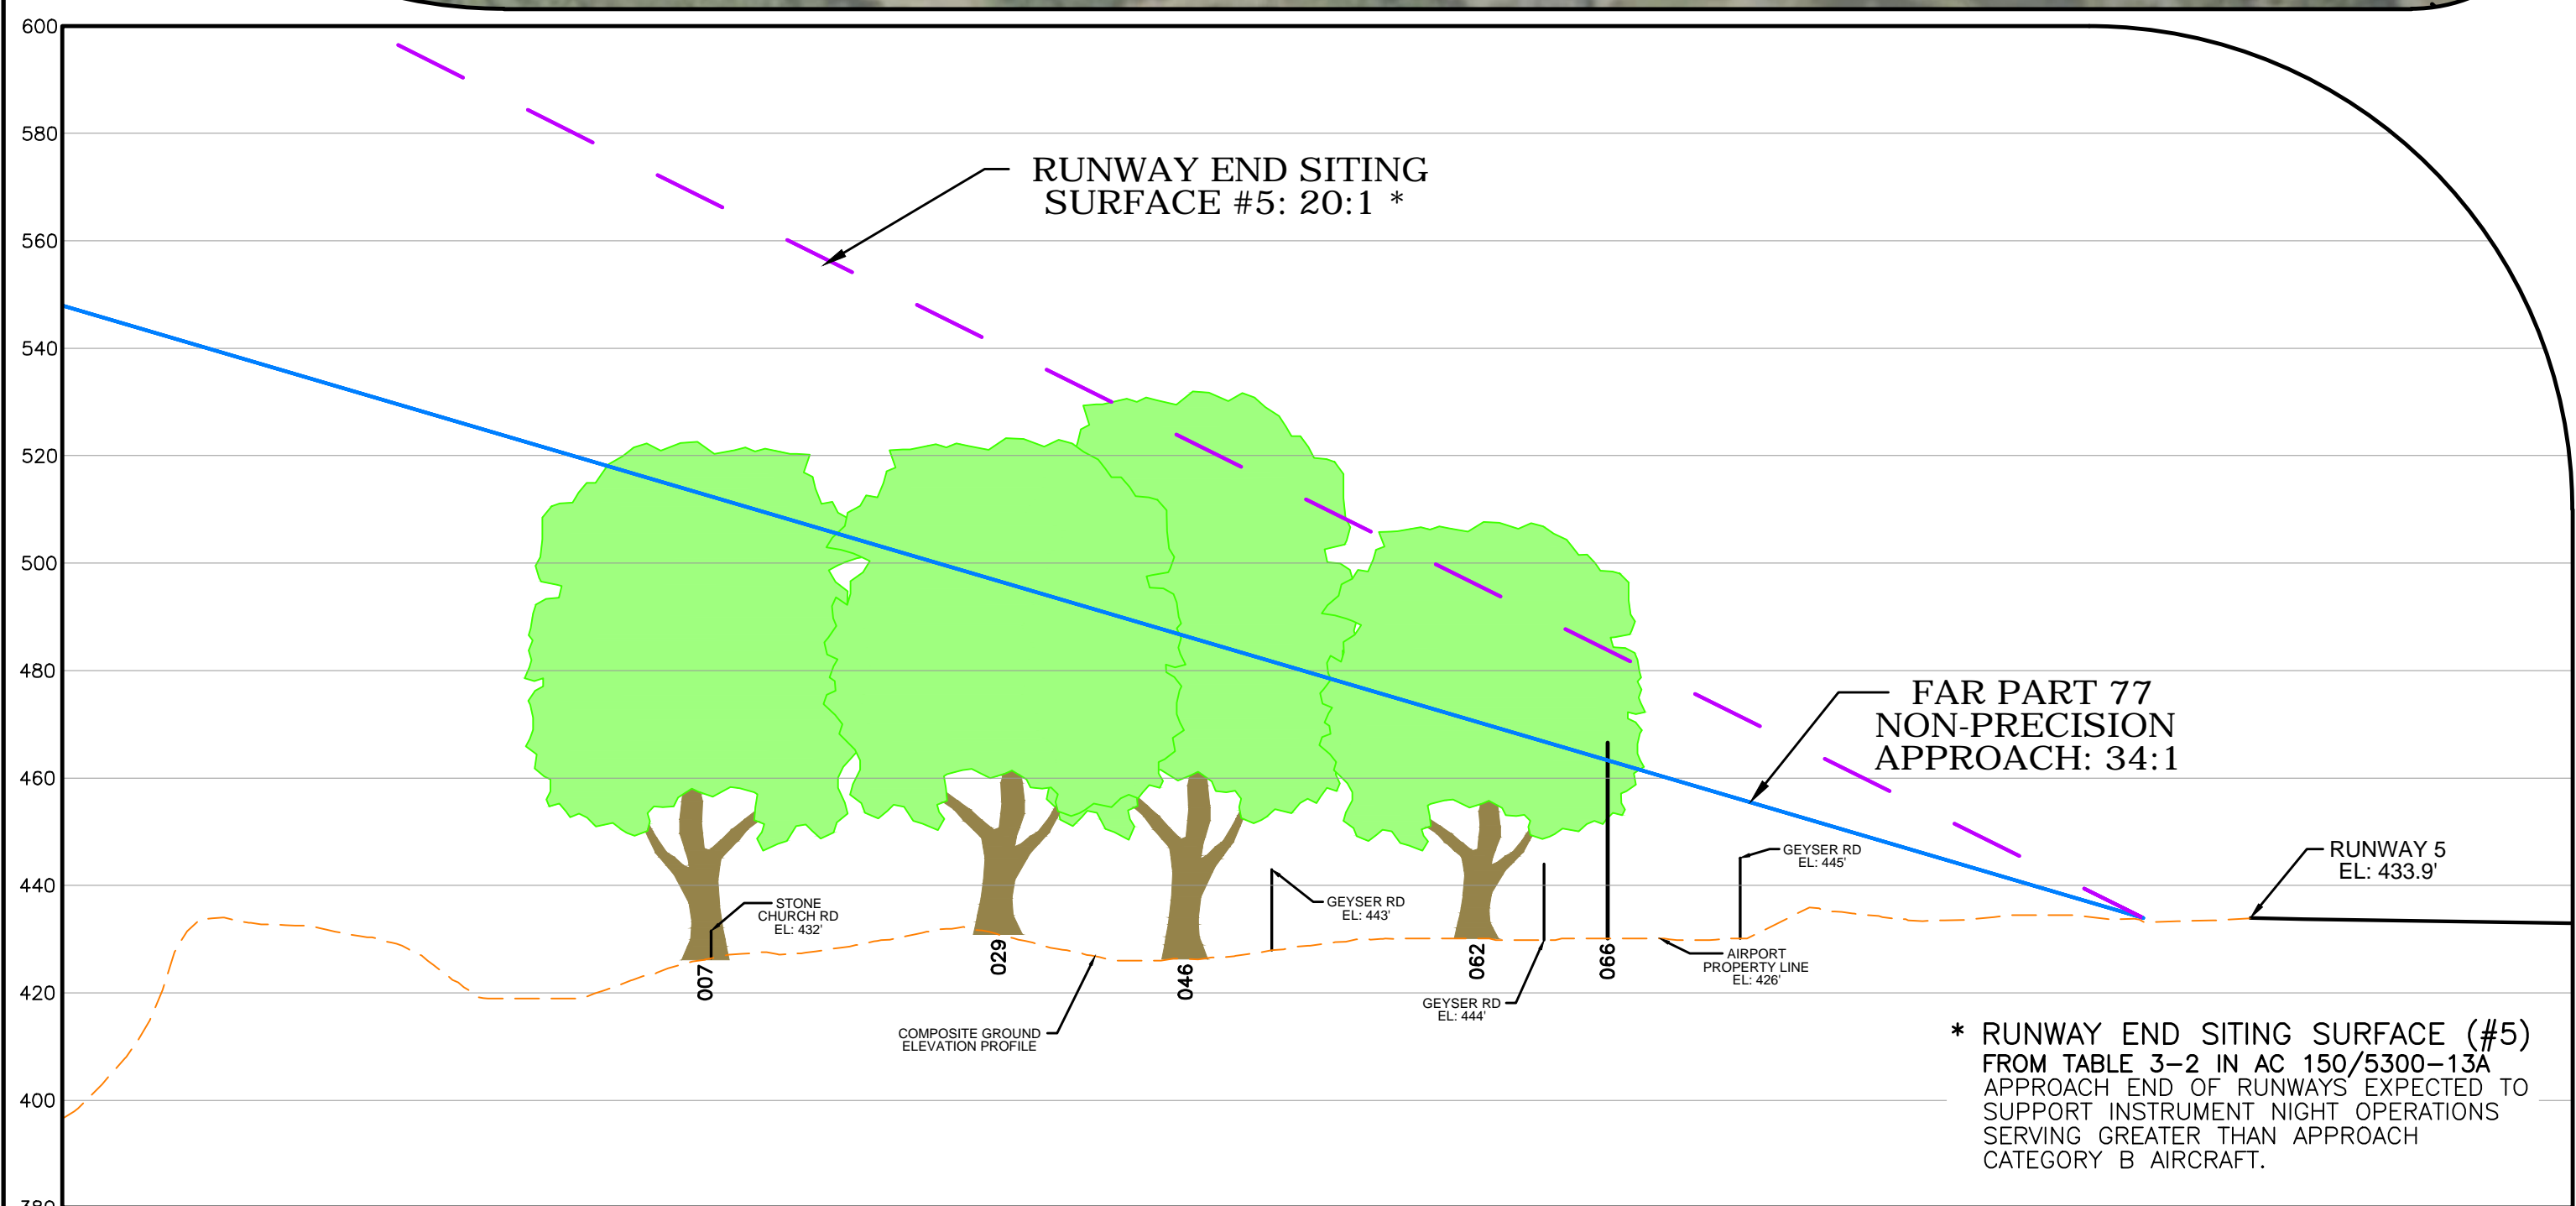 600
580
560
540
520
500
480
460
440
420
400
380
RUNWAY END SITING
SURFACE #5: 20:1 *
FAR PART 77
NON-PRECISION
APPROACH: 34:1
RUNWAY 5
EL: 433.9'
GEYSER RD
EL: 445'
STONE
CHURCH RD
EL: 432'
GEYSER RD
EL: 443'
007
029
046
062
066
AIRPORT
PROPERTY LINE
EL: 426'
GEYSER RD
EL: 444'
COMPOSITE GROUND
ELEVATION PROFILE
* RUNWAY END SITING SURFACE (#5)
FROM TABLE 3-2 IN AC 150/5300-13A
APPROACH END OF RUNWAYS EXPECTED TO
SUPPORT INSTRUMENT NIGHT OPERATIONS
SERVING GREATER THAN APPROACH
CATEGORY B AIRCRAFT.